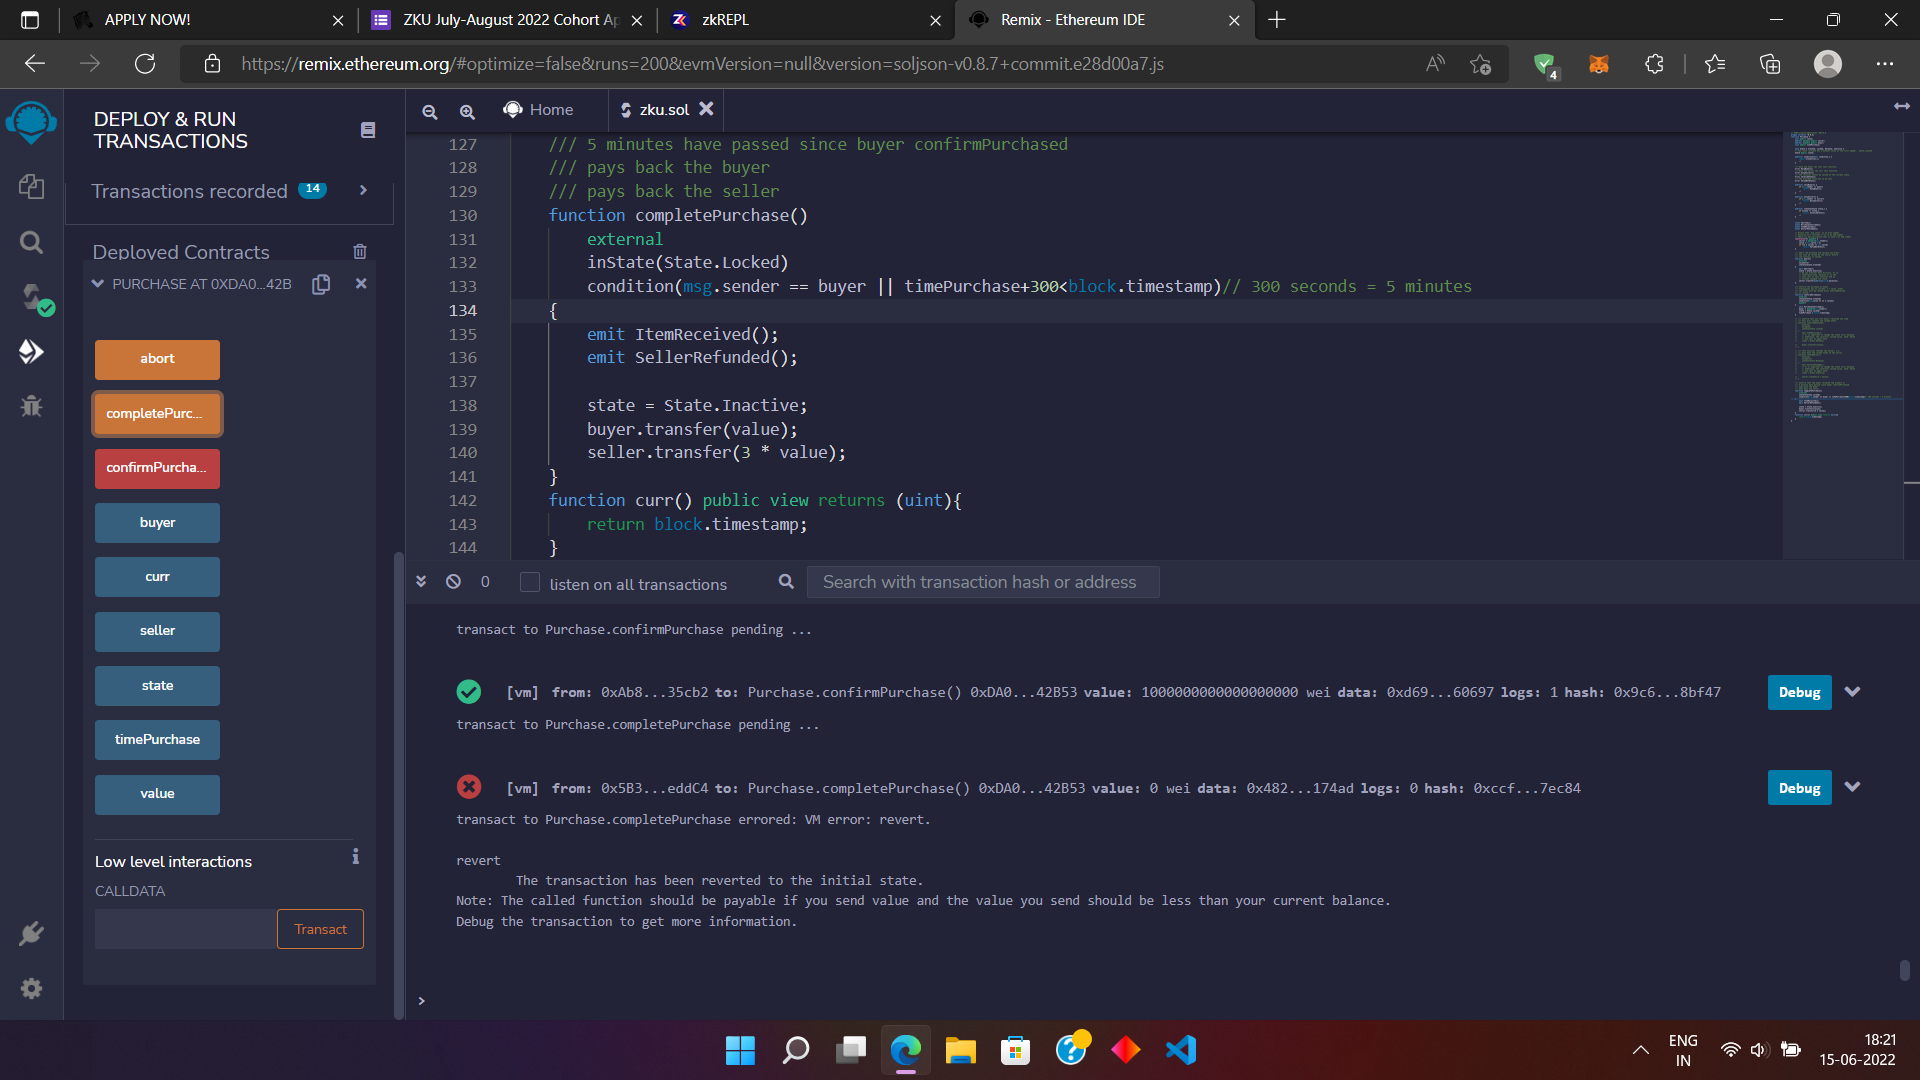 APPLY NOW!
ZKU July-August 2022 Cohort Ap
zkREPL
Remix - Ethereum IDE
https://remix.ethereum.org/#optimize=false&runs=200&evmVersion=null&version=soljson-v0.8.7+commit.e28d00a7.js
4
DEPLOY & RUN
TRANSACTIONS
Transactions recorded 14
Deployed Contracts
PURCHASE AT 0XDA0...42B
abort
completePurc...
confirmPurcha...
buyer
curr
seller
state
timePurchase
value
Low level interactions
CALLDATA
Transact
Home
zku.sol
127 /// 5 minutes have passed since buyer confirmPurchased
128 /// pays back the buyer
129 /// pays back the seller
130 function completePurchase()
131 external
132 inState(State.Locked)
133 condition(msg.sender == buyer || timePurchase+300<block.timestamp)// 300 seconds = 5 minutes
134 {
135 emit ItemReceived();
136 emit SellerRefunded();
137
138 state = State.Inactive;
139 buyer.transfer(value);
140 seller.transfer(3 * value);
141 }
142 function curr() public view returns (uint){
143 return block.timestamp;
144 }
0 listen on all transactions Search with transaction hash or address
transact to Purchase.confirmPurchase pending ...
[vm] from: 0xAb8...35cb2 to: Purchase.confirmPurchase() 0xDA0...42B53 value: 1000000000000000000 wei data: 0xd69...60697 logs: 1 hash: 0x9c6...8bf47
Debug
transact to Purchase.completePurchase pending ...
[vm] from: 0x5B3...eddC4 to: Purchase.completePurchase() 0xDA0...42B53 value: 0 wei data: 0x482...174ad logs: 0 hash: 0xccf...7ec84
Debug
transact to Purchase.completePurchase errored: VM error: revert.
revert
The transaction has been reverted to the initial state.
Note: The called function should be payable if you send value and the value you send should be less than your current balance.
Debug the transaction to get more information.
>
ENG
IN
18:21
15-06-2022